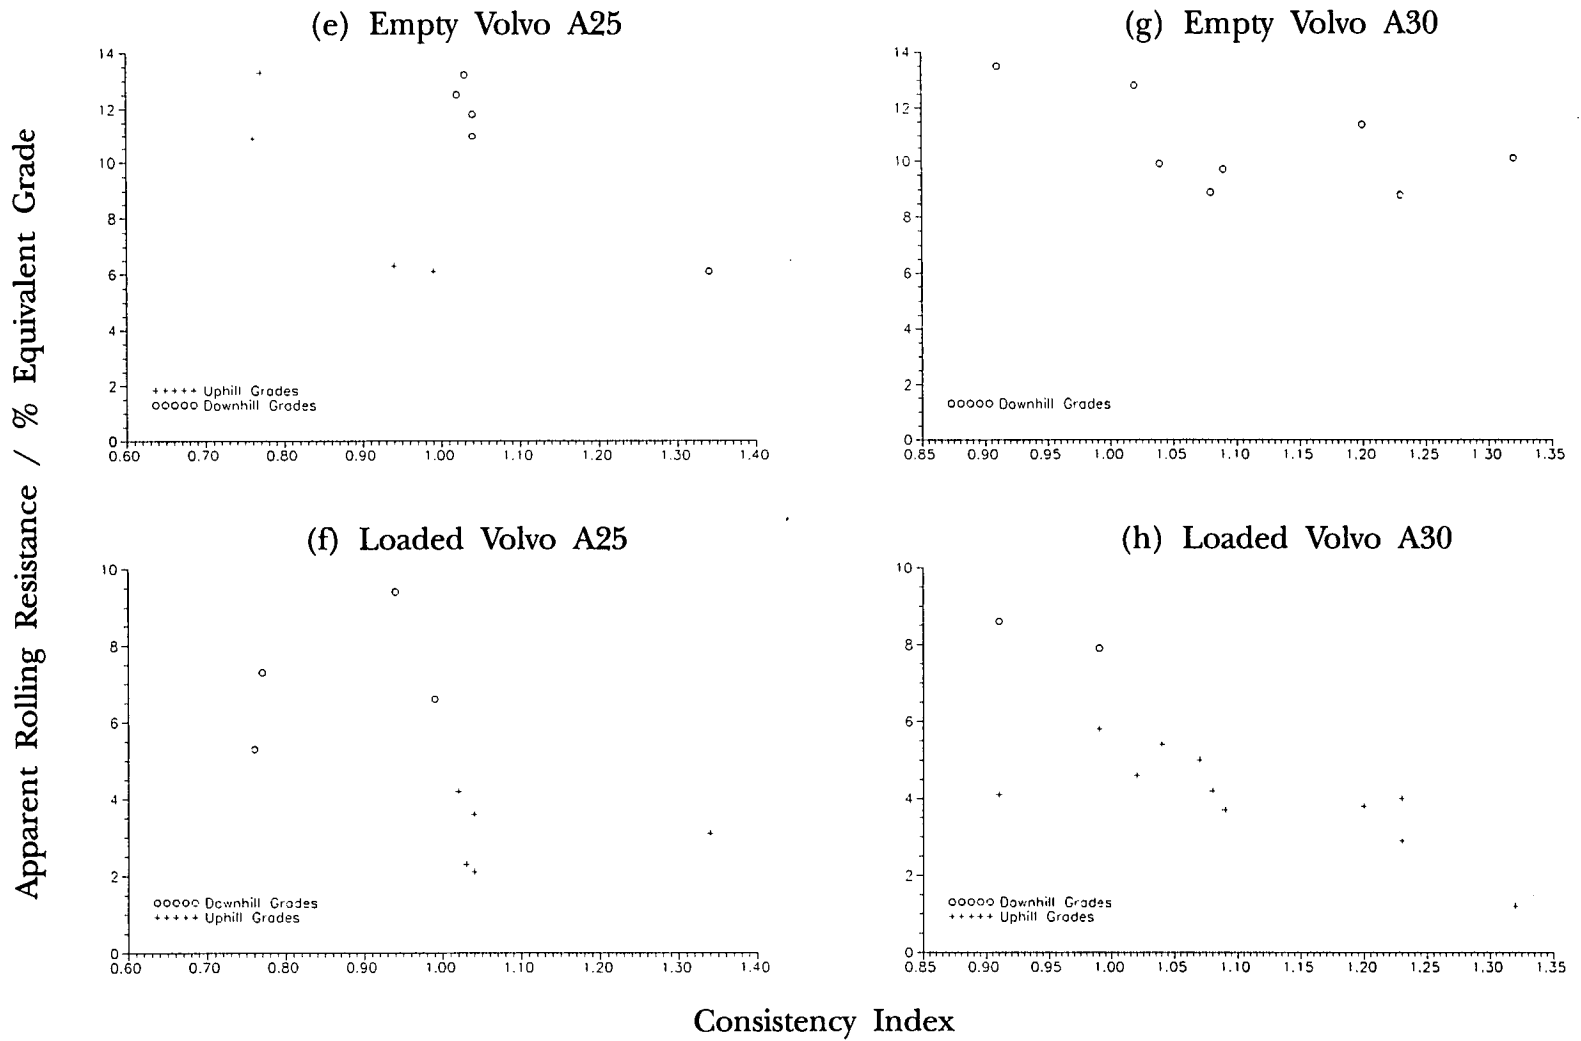 (e) Empty Volvo A25
14
12
10
8
6
4
2
0
+++++ Uphill Grades
OOOOO Downhill Grades
0.60 0.70 0.80 0.90 1.00 1.10 1.20 1.30 1.40
(g) Empty Volvo A30
14
12
10
8
6
4
2
0
OOOOO Downhill Grades
0.85 0.90 0.95 1.00 1.05 1.10 1.15 1.20 1.25 1.30 1.35
Apparent Rolling Resistance / % Equivalent Grade
(f) Loaded Volvo A25
10
8
6
4
2
0
OOOOO Downhill Grades
+++++ Uphill Grades
0.60 0.70 0.80 0.90 1.00 1.10 1.20 1.30 1.40
(h) Loaded Volvo A30
10
8
6
4
2
0
OOOOO Downhill Grades
+++++ Uphill Grades
0.85 0.90 0.95 1.00 1.05 1.10 1.15 1.20 1.25 1.30 1.35
Consistency Index